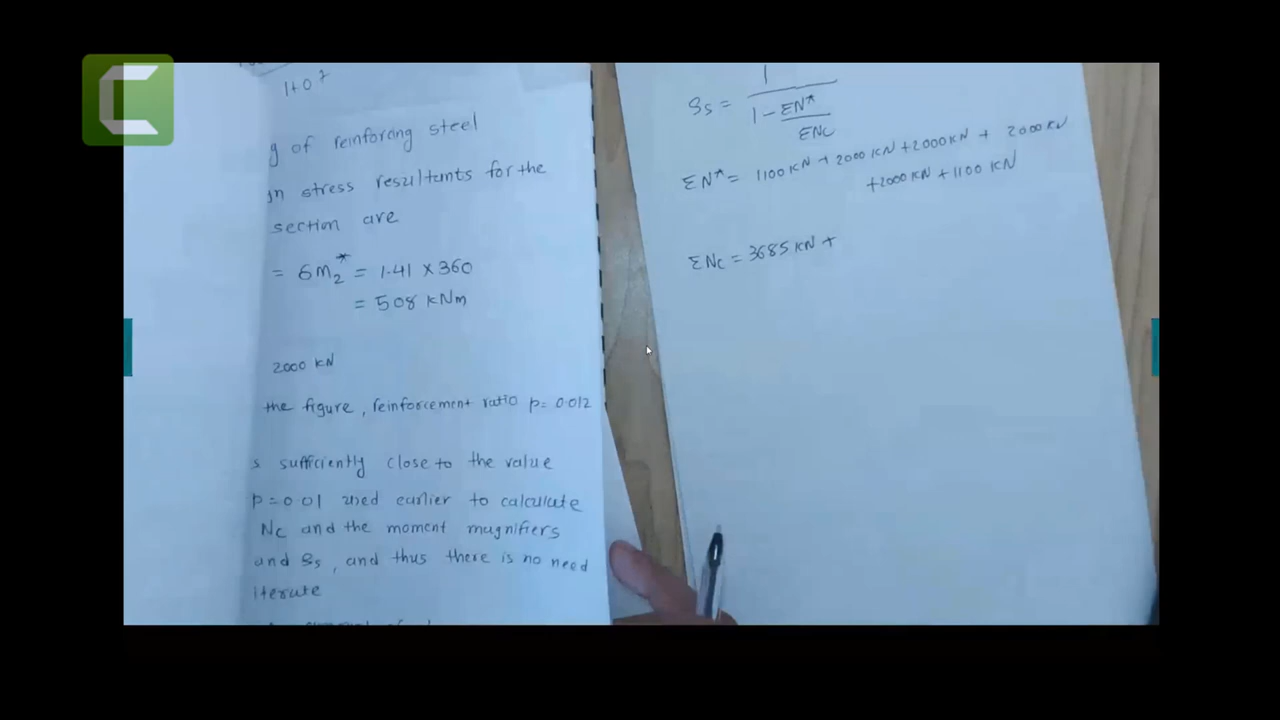 1+0.7
g of reinforcing steel
gn stress resultants for the
section are
= δm₂* = 1.41 × 360
= 508 kNm
2000 KN
the figure, reinforcement ratio p = 0.012
s sufficiently close to the value
p = 0.01 used earlier to calculate
Nc and the moment magnifiers
and δs, and thus there is no need
iterate
δs = 1
1 - ΣN*
ΣNc
ΣN* = 1100 KN + 2000 KN + 2000 KN + 2000 KN
+2000 KN + 1100 KN
ΣNc = 3685 KN +